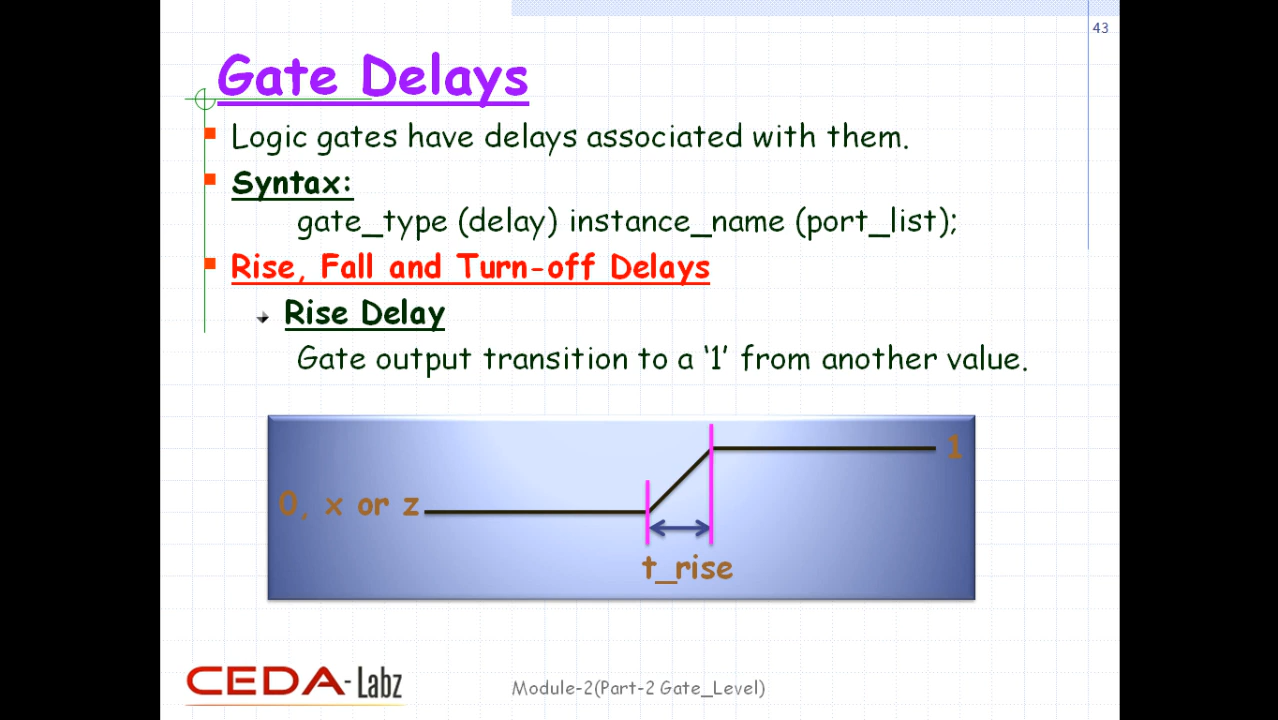 43
Gate Delays
Logic gates have delays associated with them.
Syntax:
gate_type (delay) instance_name (port_list);
Rise, Fall and Turn-off Delays
Rise Delay
Gate output transition to a ‘1’ from another value.
1
0, x or z
t_rise
CEDA-Labz
Module-2(Part-2 Gate_Level)